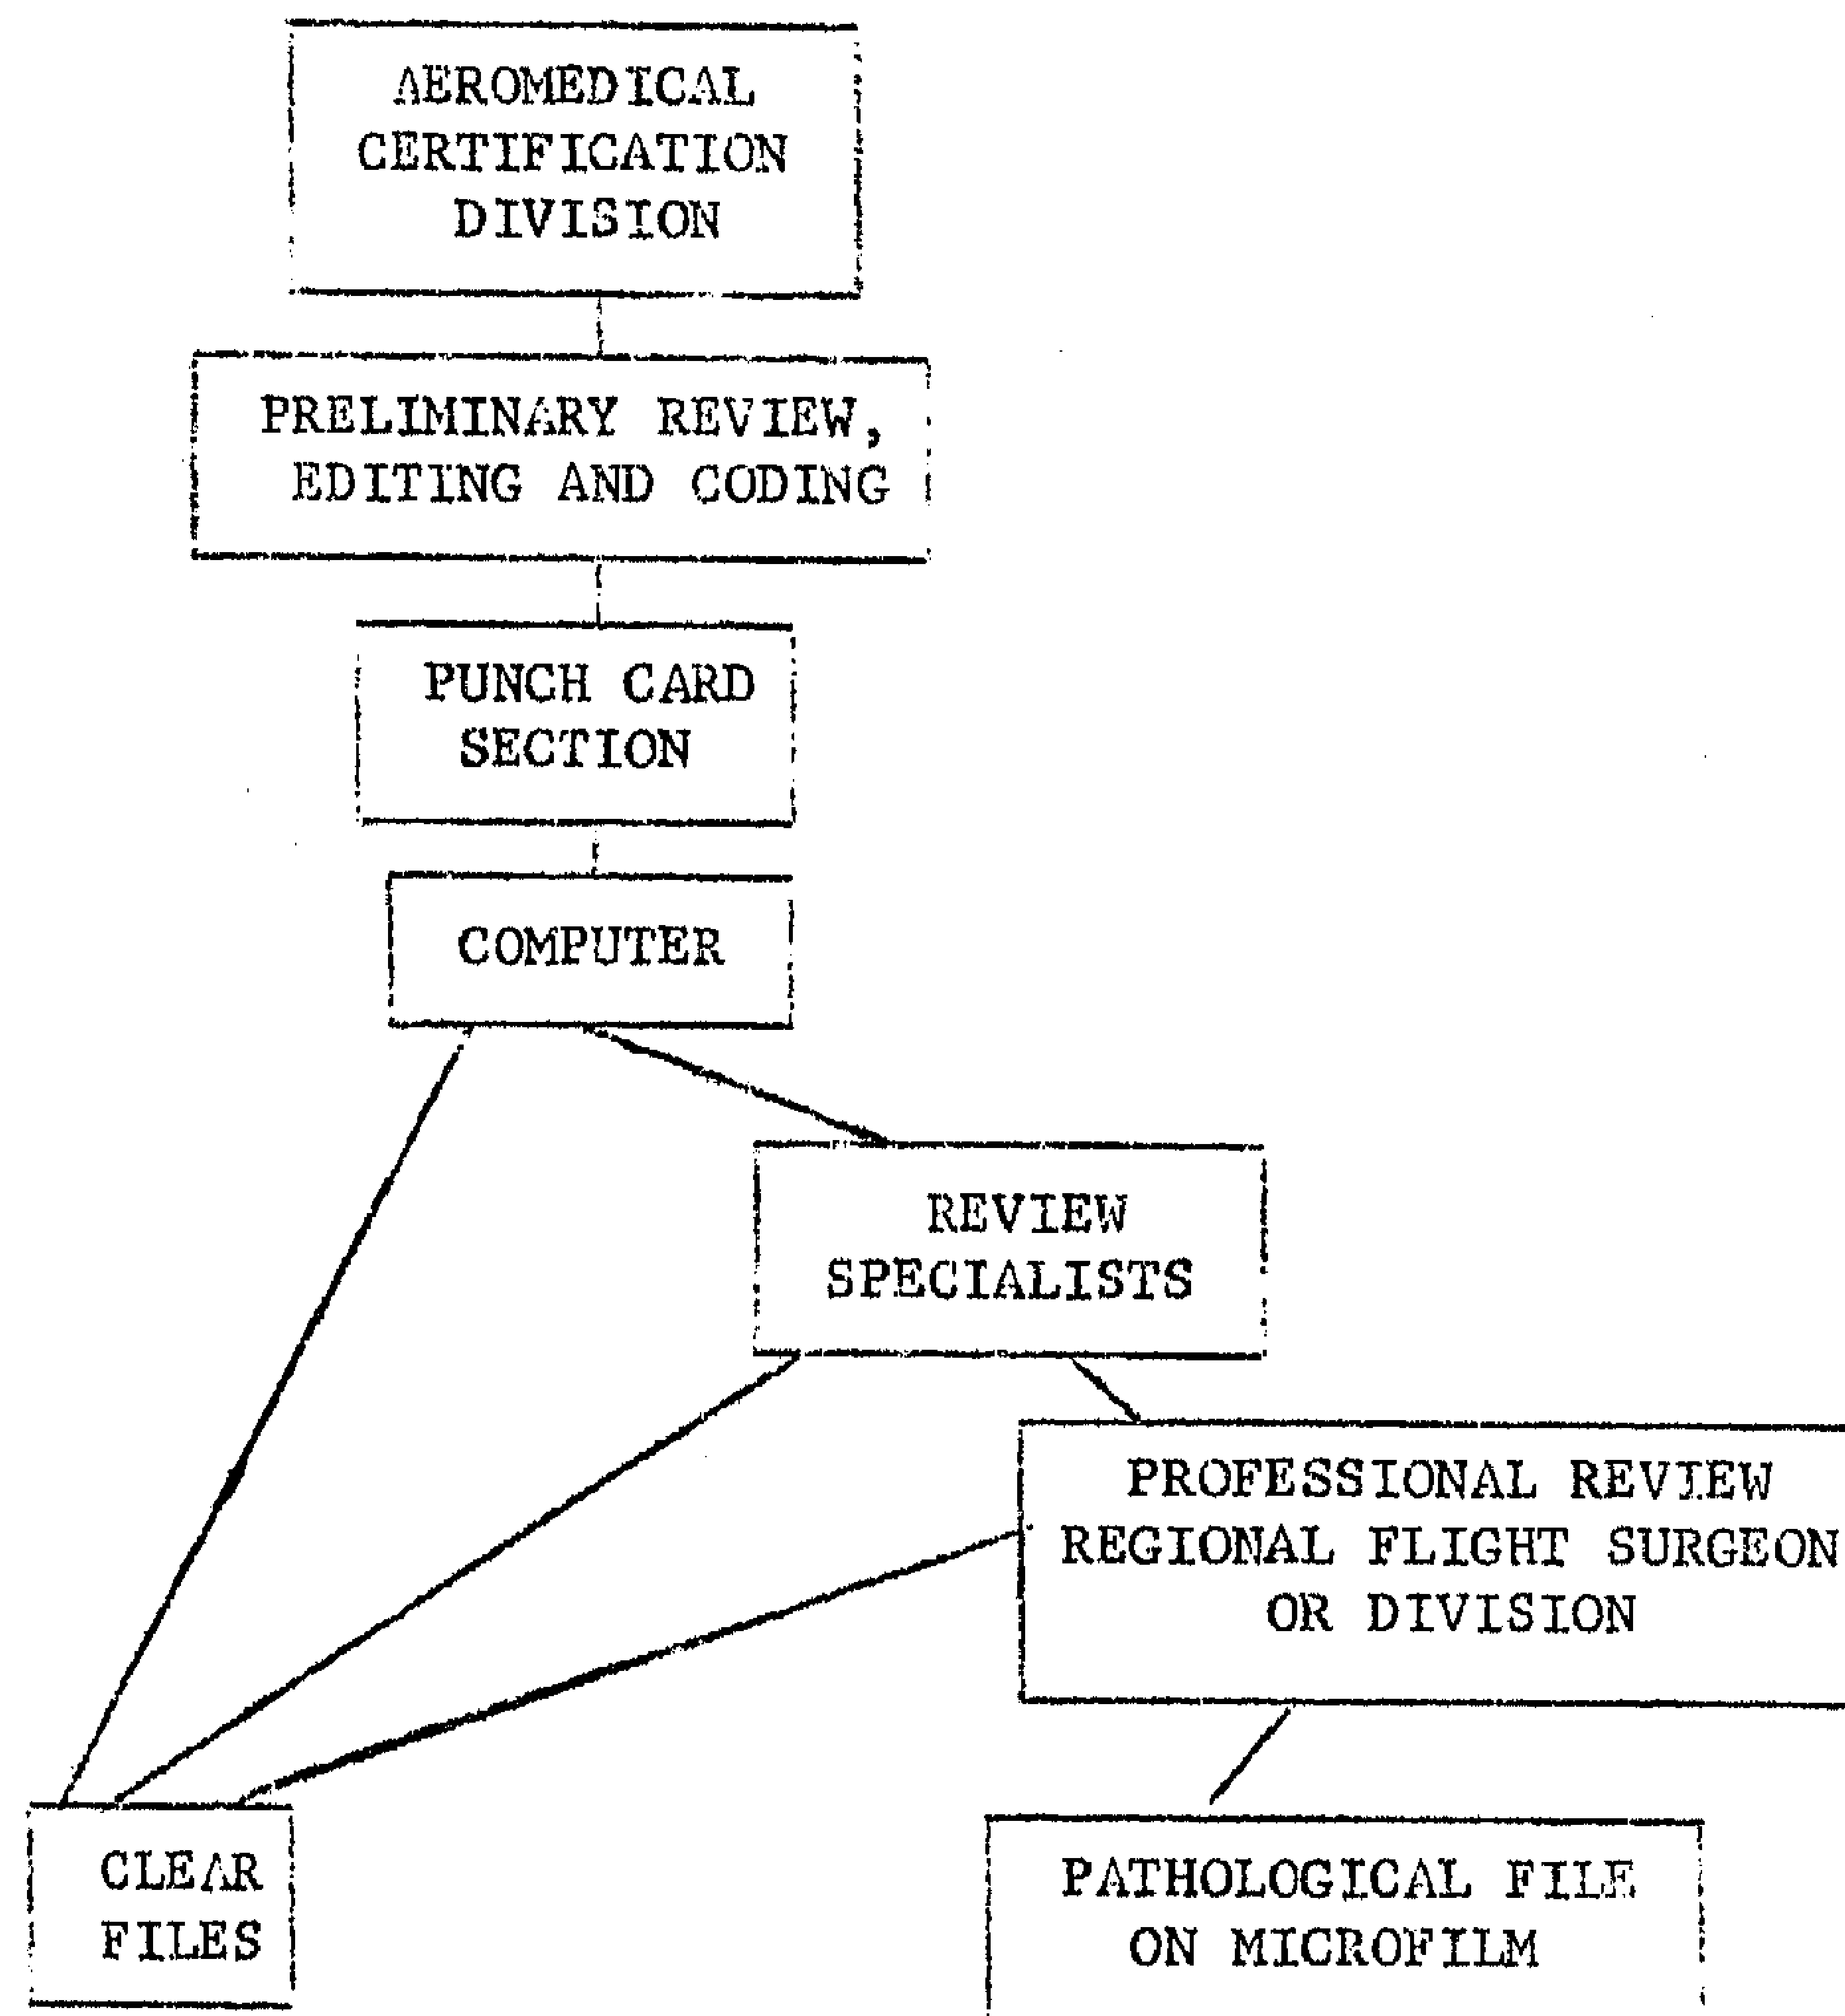 AEROMEDICAL
CERTIFICATION
DIVISION
PRELIMINARY REVIEW,
EDITING AND CODING
PUNCH CARD
SECTION
COMPUTER
REVIEW
SPECIALISTS
PROFESSIONAL REVIEW
REGIONAL FLIGHT SURGEON
OR DIVISION
CLEAR
FILES
PATHOLOGICAL FILE
ON MICROFILM